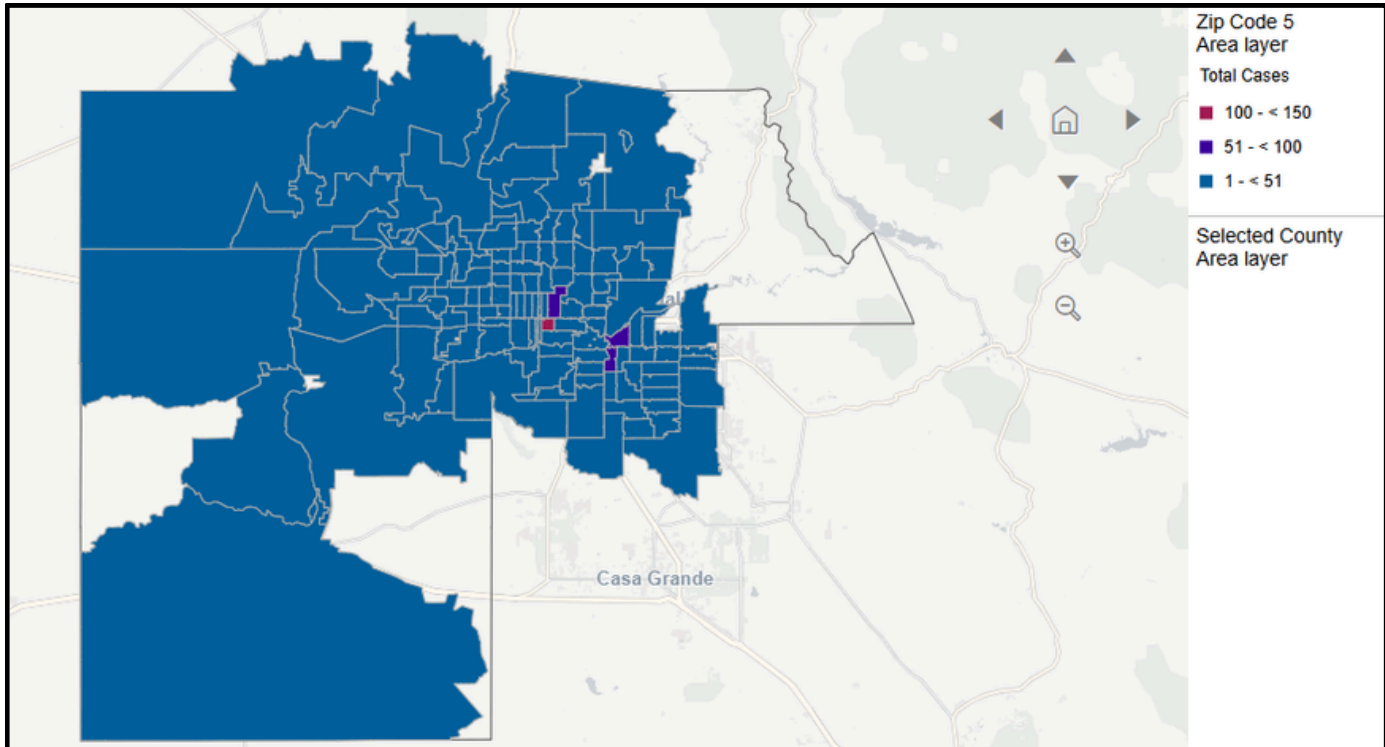 Zip Code 5
Area layer
Total Cases
100 - < 150
51 - < 100
1 - < 51
Selected County
Area layer
Casa Grande